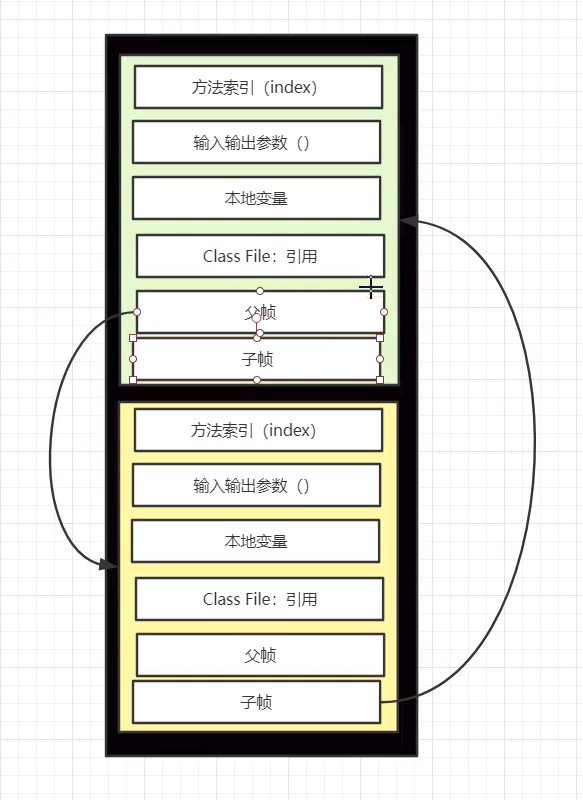 方法索引（index）
输入输出参数（）
本地变量
Class File：引用
父帧
子帧
方法索引（index）
输入输出参数（）
本地变量
Class File：引用
父帧
子帧